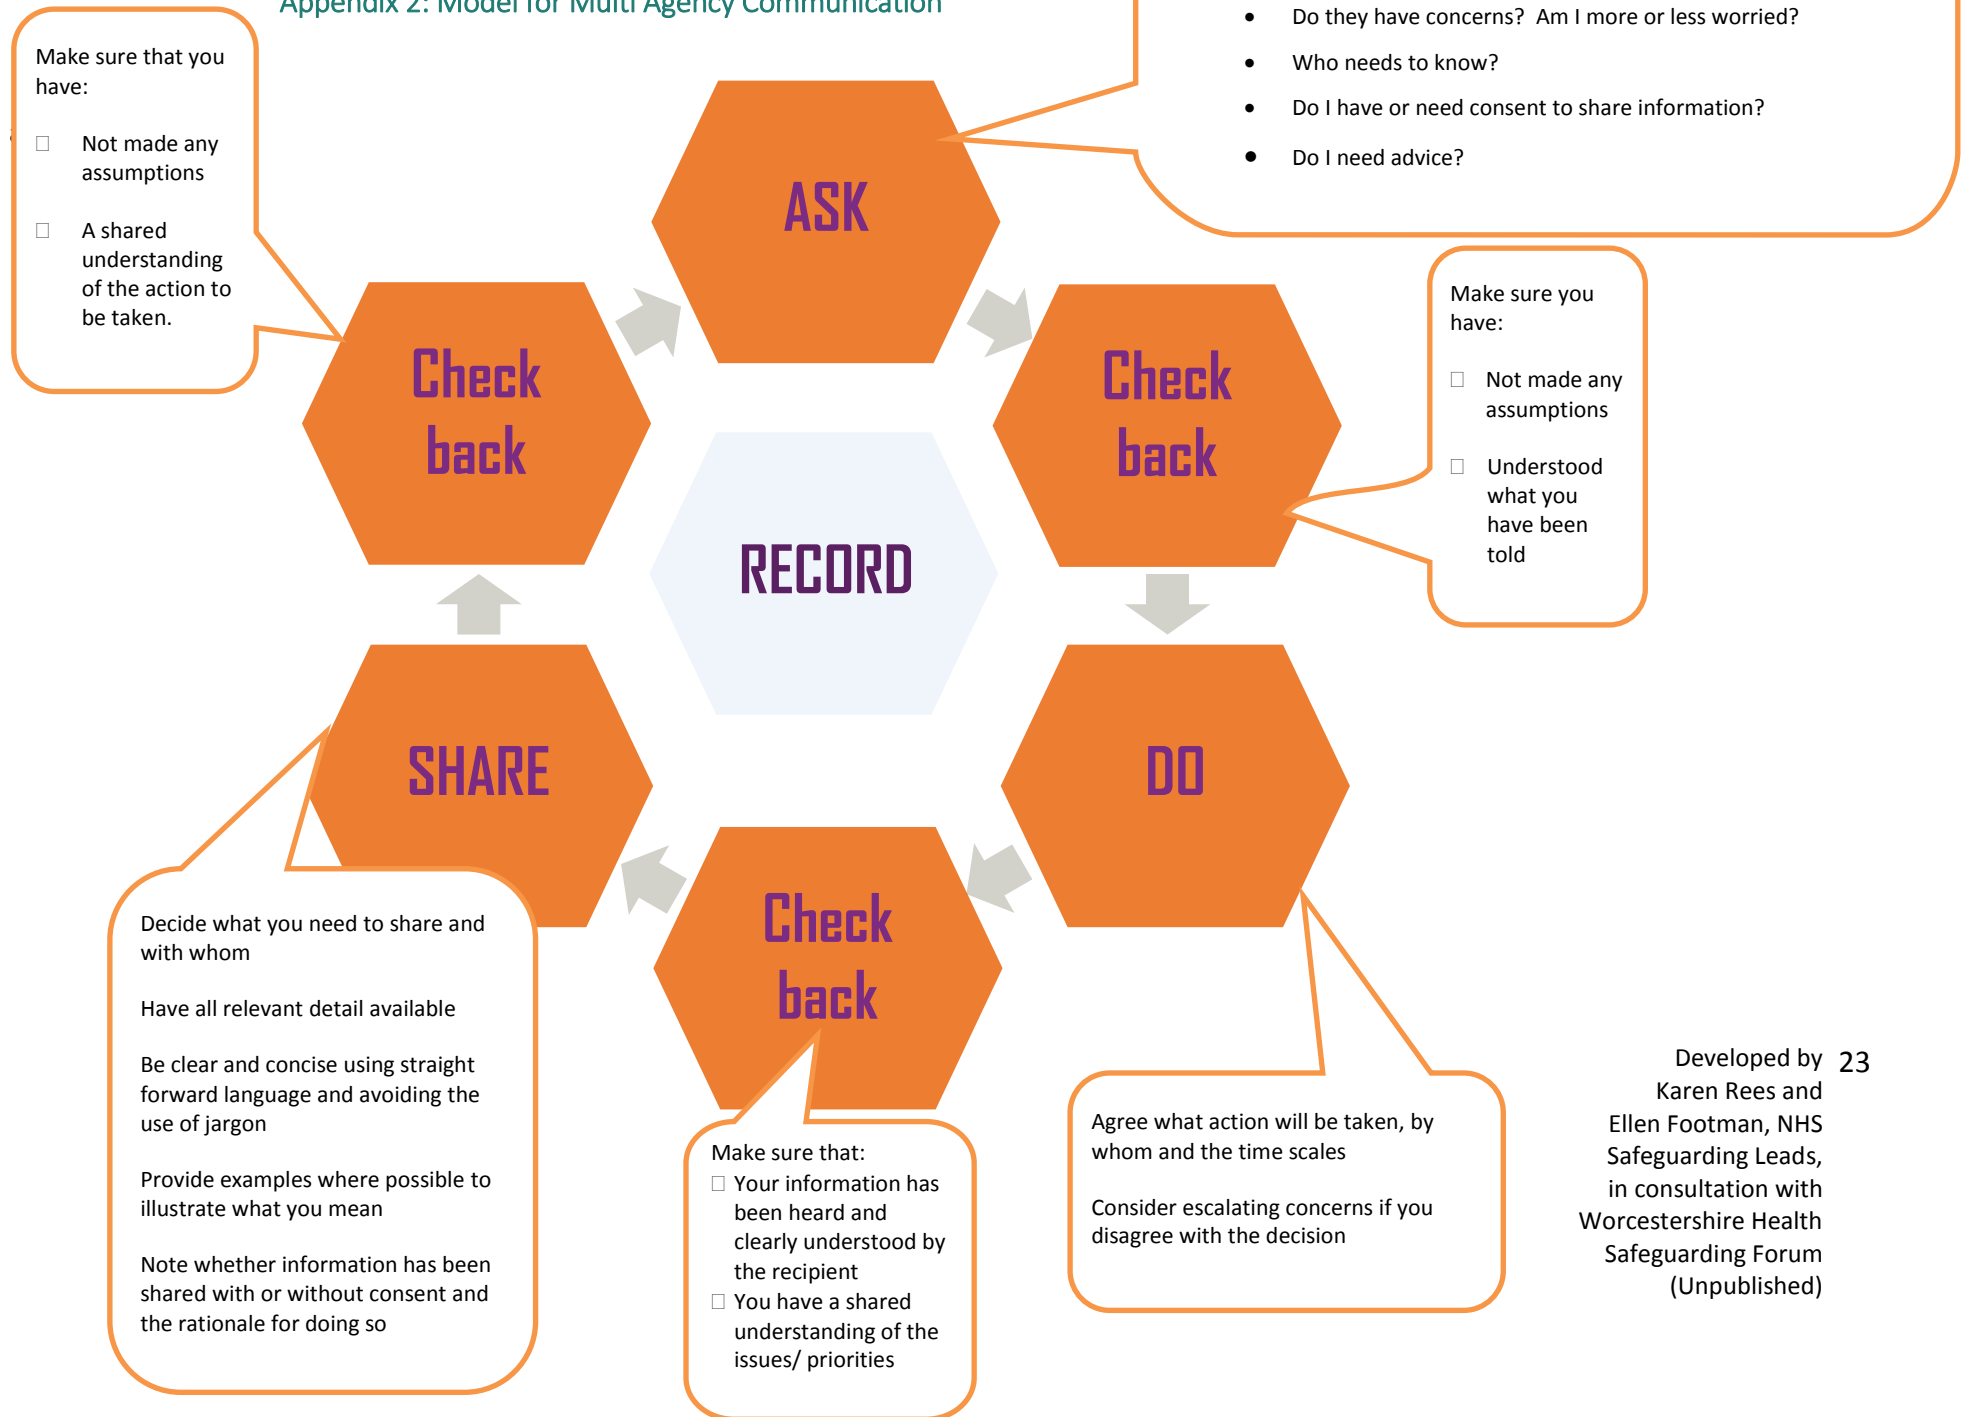 Appendix 2: Model for Multi Agency Communication
• Do they have concerns? Am I more or less worried?
• Who needs to know?
• Do I have or need consent to share information?
• Do I need advice?
Make sure that you
have:
☐ Not made any
assumptions
☐ A shared
understanding
of the action to
be taken.
ASK
Make sure you
have:
☐ Not made any
assumptions
☐ Understood
what you
have been
told
Check
back
Check
back
RECORD
SHARE
DO
Check
back
Decide what you need to share and
with whom
Have all relevant detail available
Be clear and concise using straight
forward language and avoiding the
use of jargon
Provide examples where possible to
illustrate what you mean
Note whether information has been
shared with or without consent and
the rationale for doing so
Make sure that:
☐ Your information has
been heard and
clearly understood by
the recipient
☐ You have a shared
understanding of the
issues/ priorities
Agree what action will be taken, by
whom and the time scales
Consider escalating concerns if you
disagree with the decision
Developed by 23
Karen Rees and
Ellen Footman, NHS
Safeguarding Leads,
in consultation with
Worcestershire Health
Safeguarding Forum
(Unpublished)